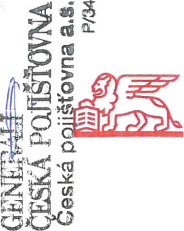 GENERALI
ČESKÁ POJIŠŤOVNA
Česká pojišťovna a.s.
P/34